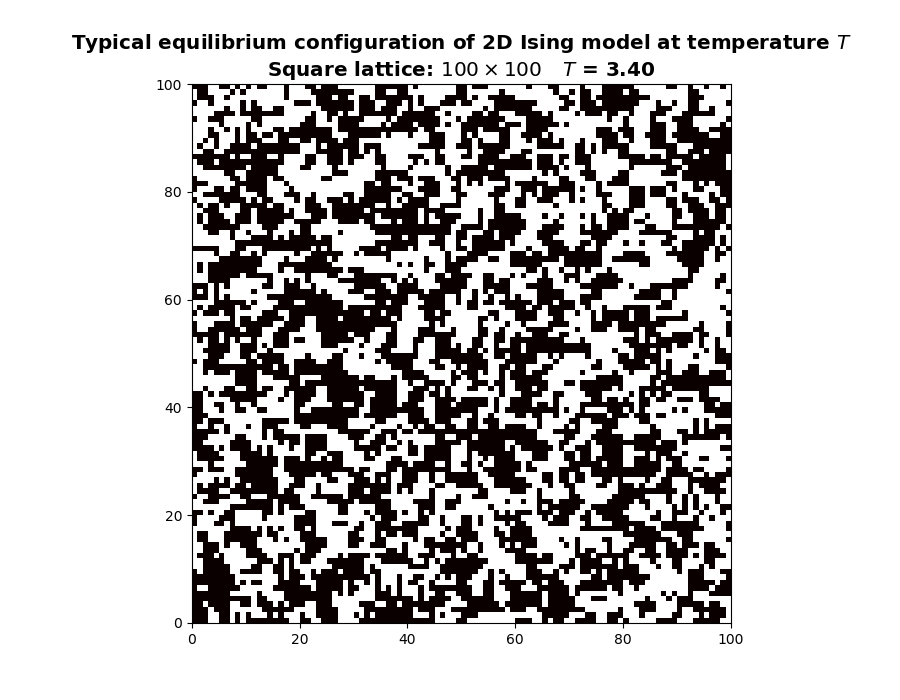 Typical equilibrium configuration of 2D Ising model at temperature T
Square lattice: 100 × 100   T = 3.40
100
80
60
40
20
0
0 20 40 60 80 100